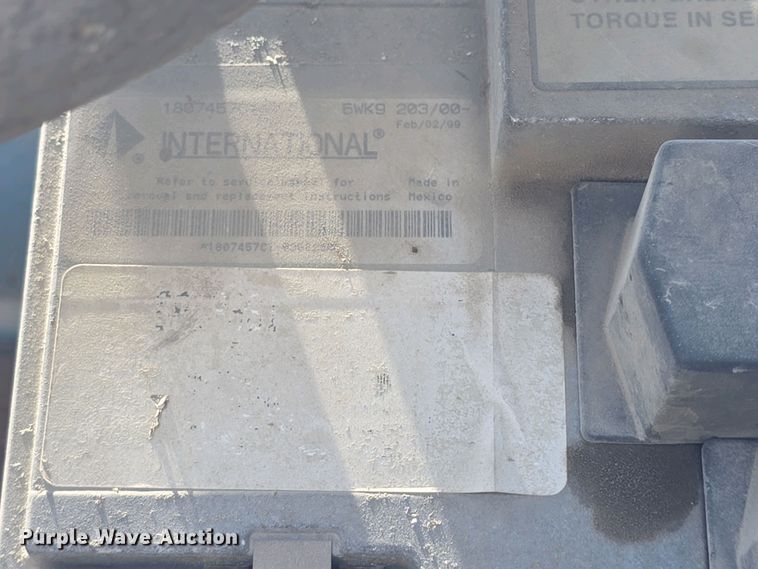 TORQUE IN SE
6WK9 203/00-
Feb/02/99
INTERNATIONAL®
Refer to service manual for
removal and replacement instructions
Made in
Mexico
*1807457C
Purple Wave Auction